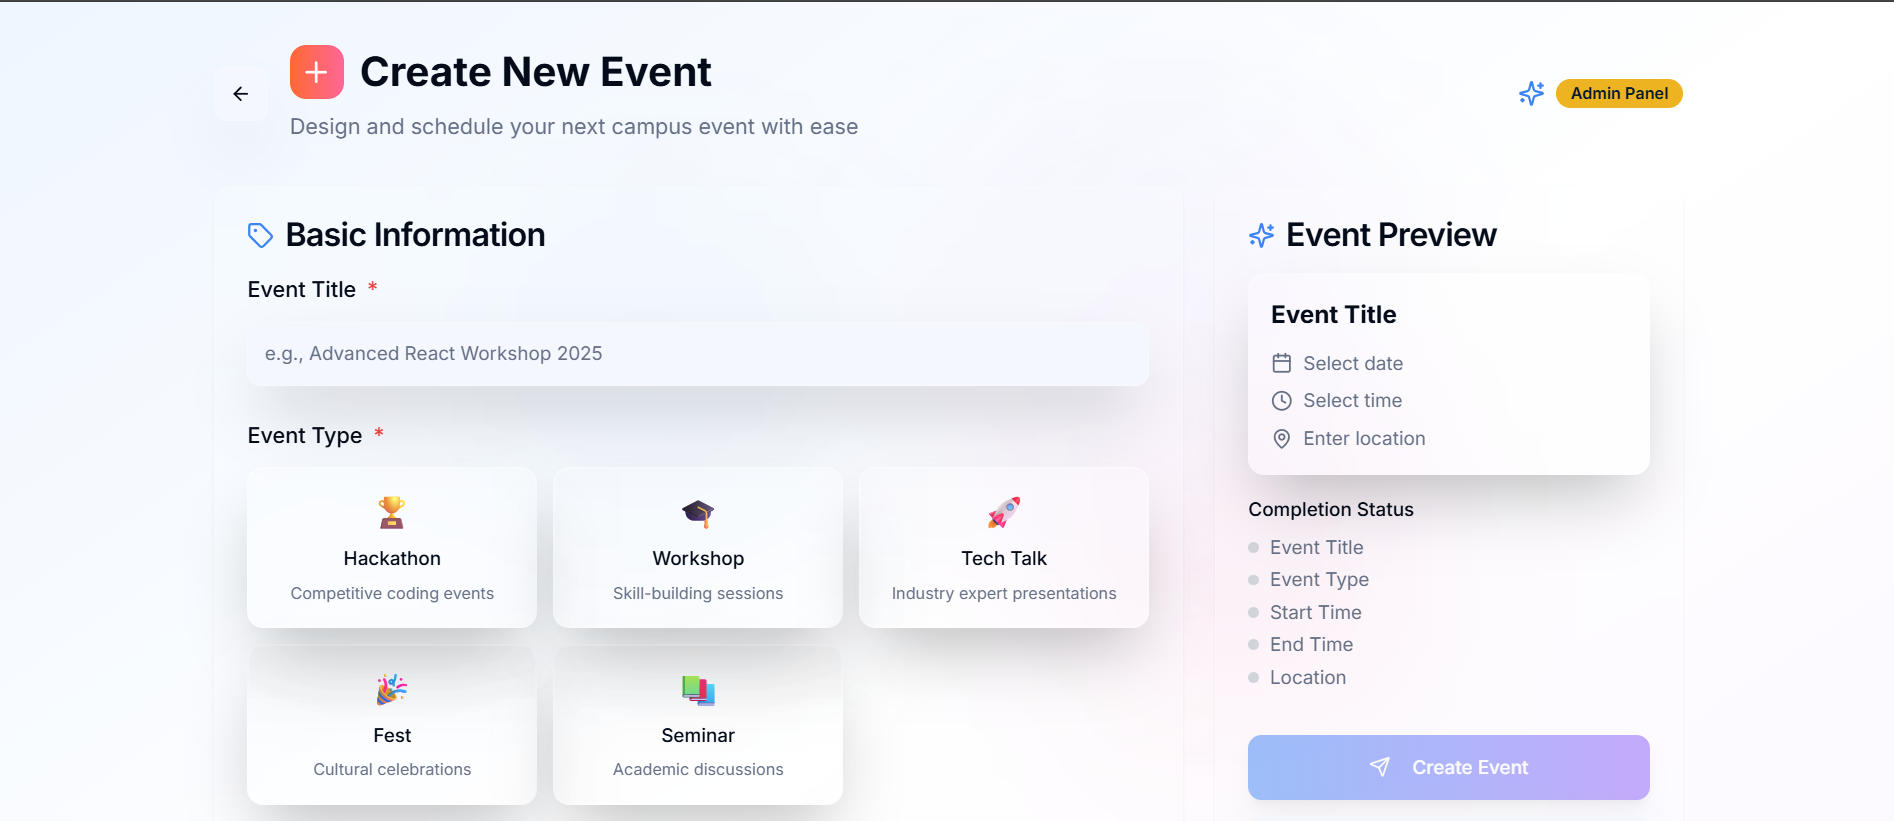 Create New Event
Design and schedule your next campus event with ease
Admin Panel
Basic Information
Event Title *
e.g., Advanced React Workshop 2025
Event Type *
Hackathon
Competitive coding events
Workshop
Skill-building sessions
Tech Talk
Industry expert presentations
Fest
Cultural celebrations
Seminar
Academic discussions
Event Preview
Event Title
Select date
Select time
Enter location
Completion Status
Event Title
Event Type
Start Time
End Time
Location
Create Event